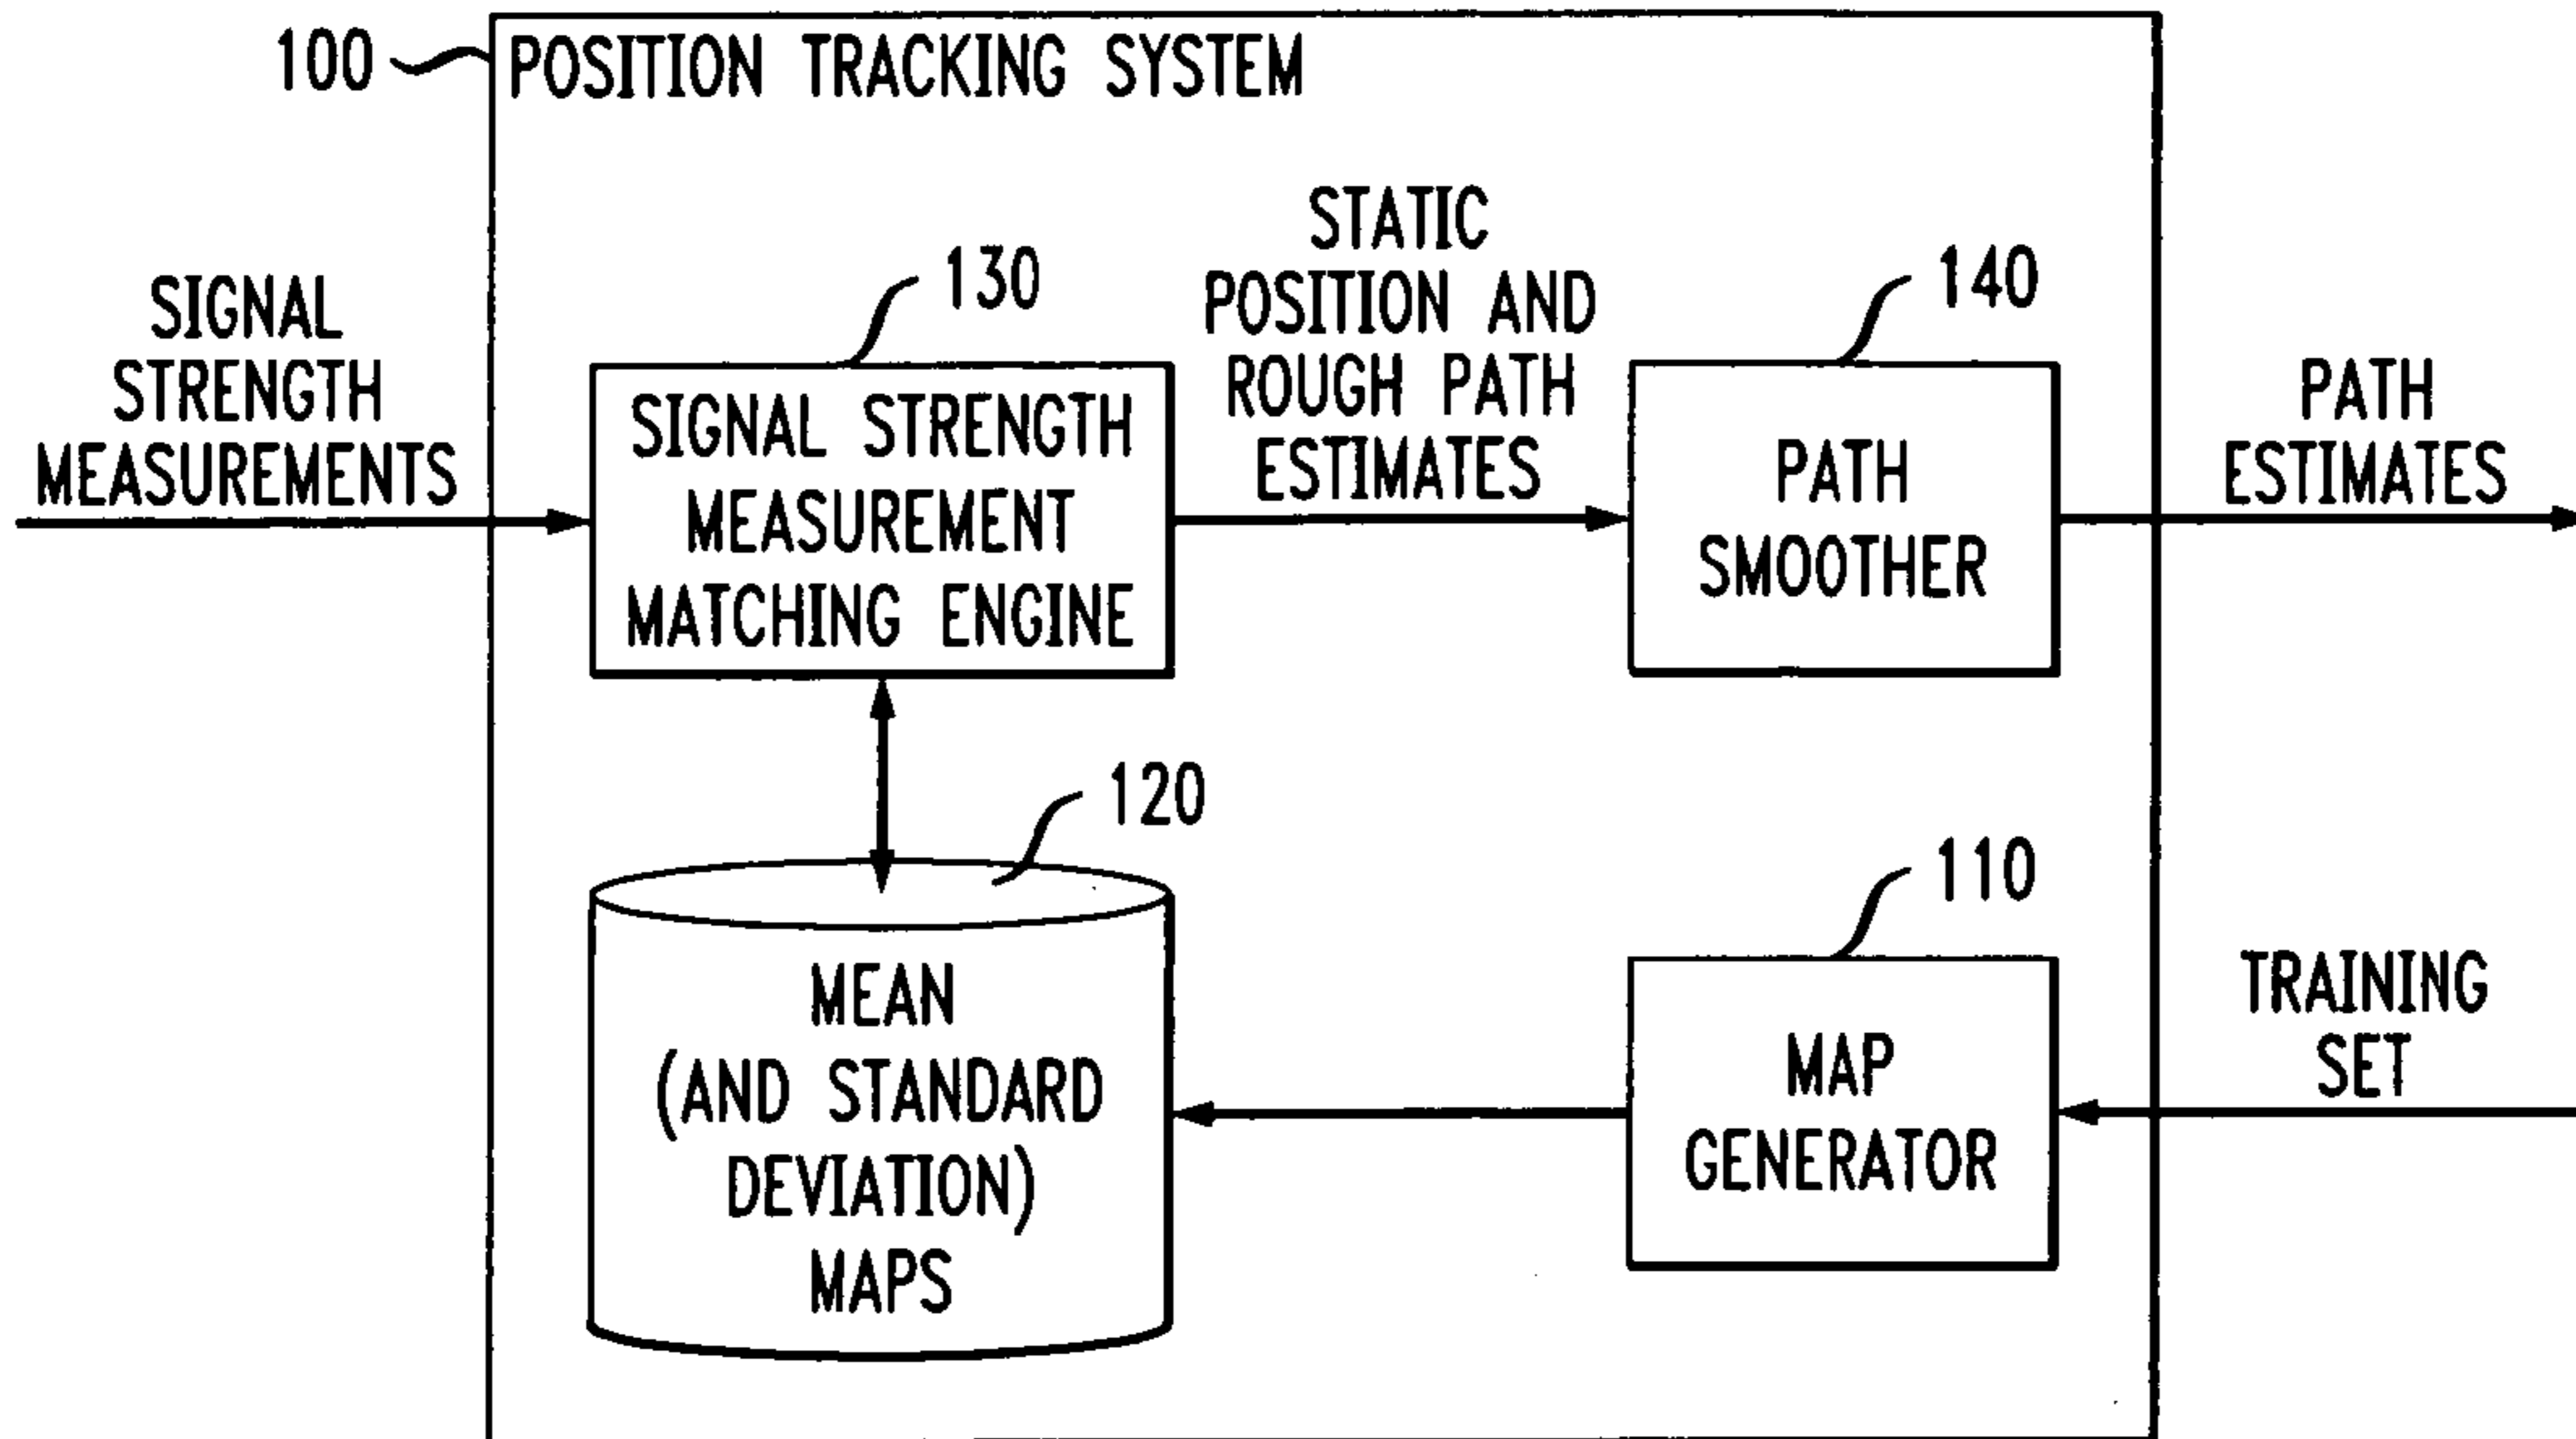 100
POSITION TRACKING SYSTEM
SIGNAL
STRENGTH
MEASUREMENTS
130
SIGNAL STRENGTH
MEASUREMENT
MATCHING ENGINE
STATIC
POSITION AND
ROUGH PATH
ESTIMATES
140
PATH
SMOOTHER
PATH
ESTIMATES
120
MEAN
(AND STANDARD
DEVIATION)
MAPS
110
MAP
GENERATOR
TRAINING
SET